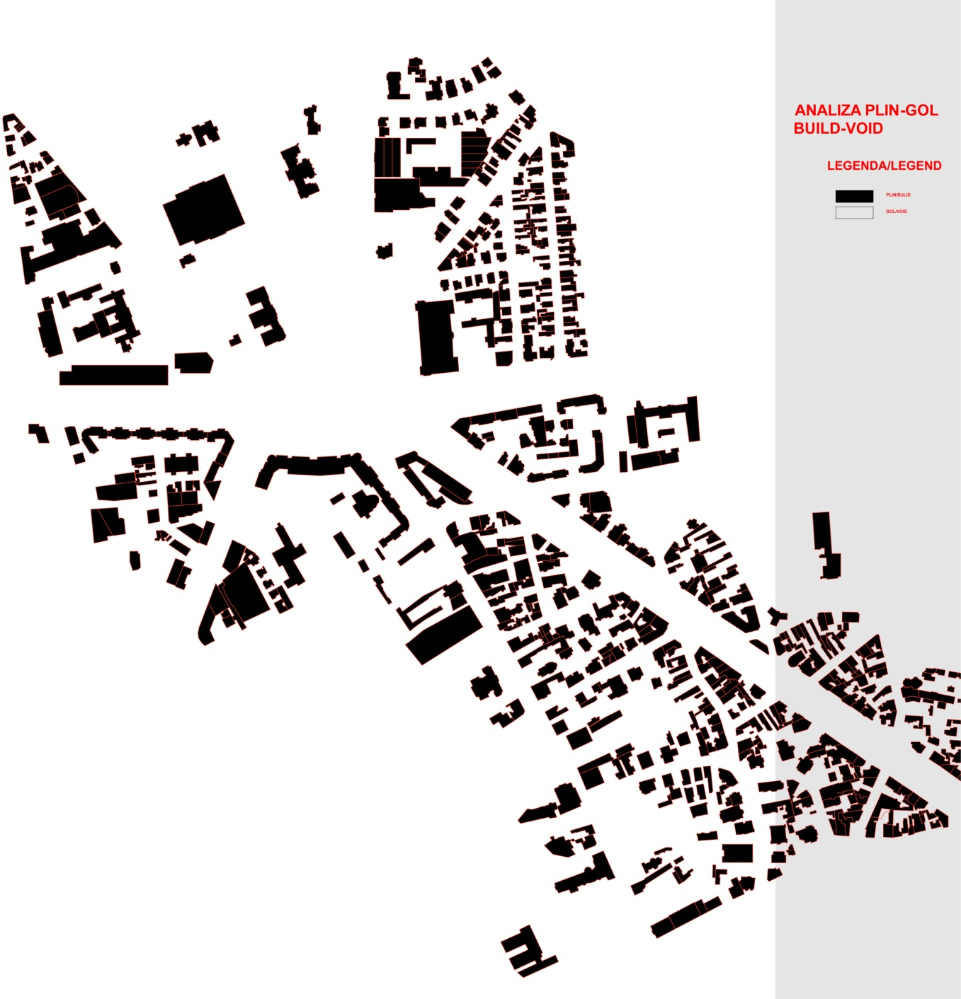 ANALIZA PLIN-GOL
BUILD-VOID
LEGENDA/LEGEND
PLIN/BULID
GOL/VOID